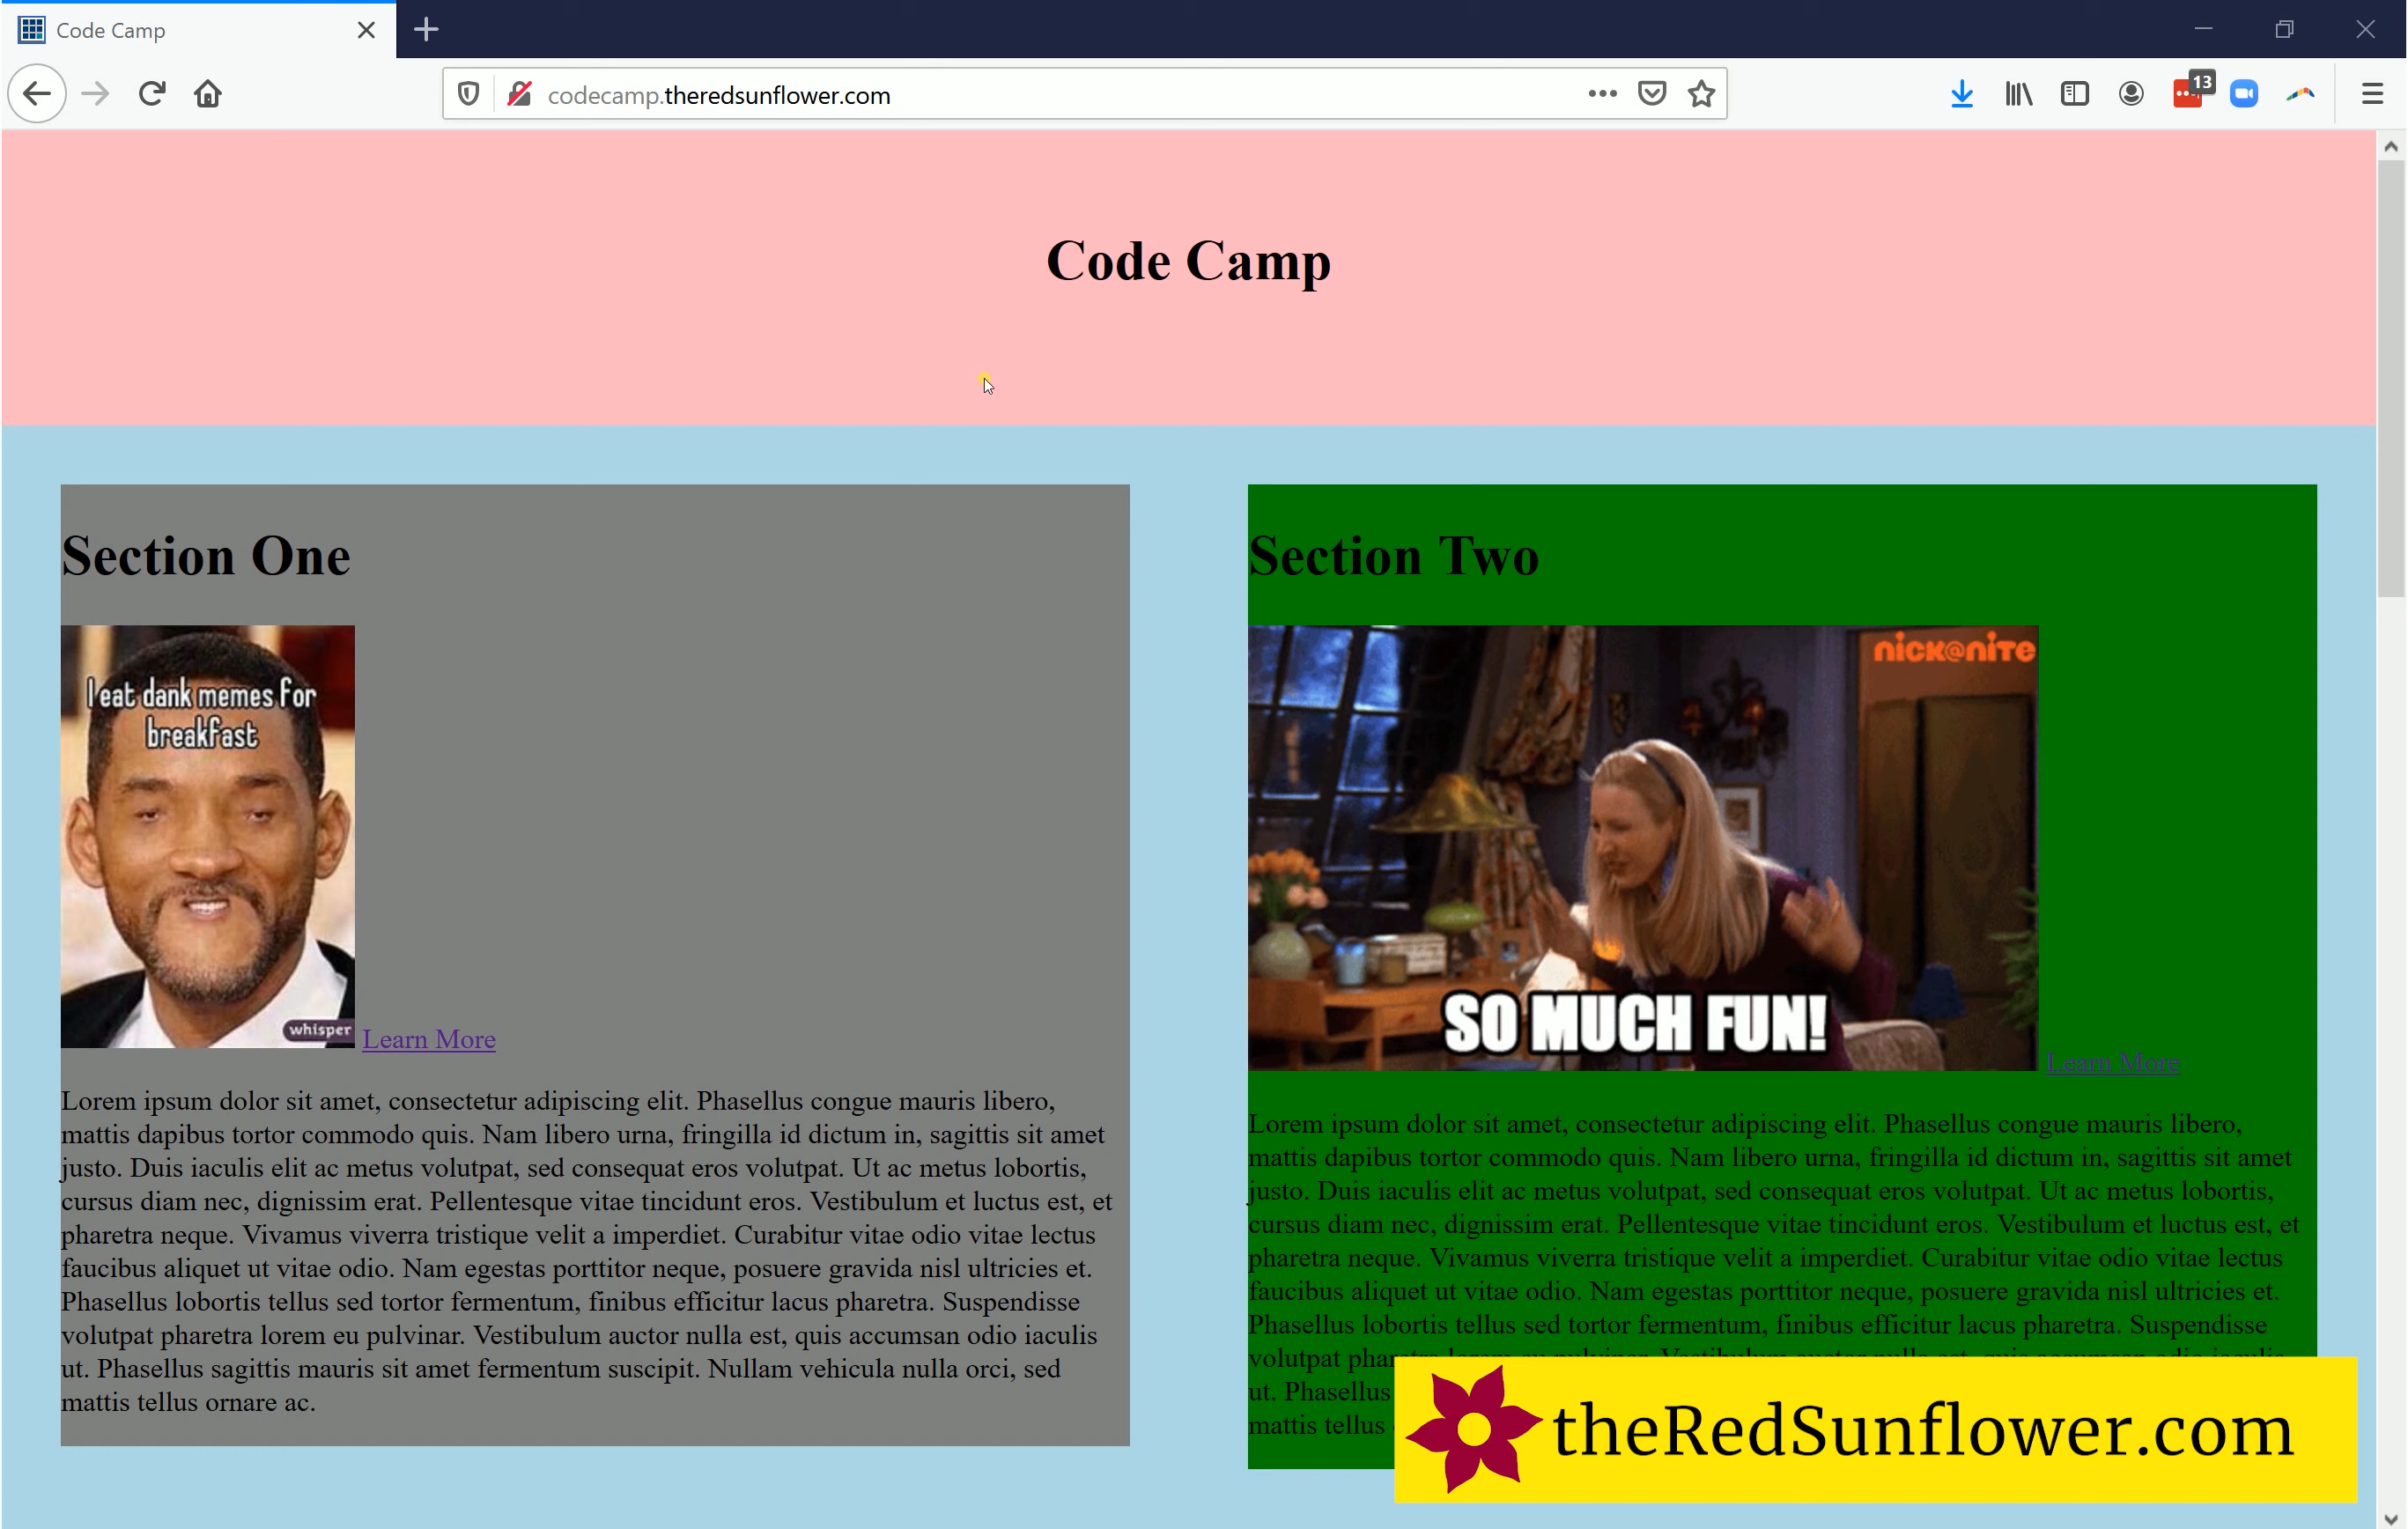 Code Camp
13
codecamp.theredsunflower.com
Code Camp
Section One
I eat dank memes for
breakfast
whisper
Learn More
Lorem ipsum dolor sit amet, consectetur adipiscing elit. Phasellus congue mauris libero,
mattis dapibus tortor commodo quis. Nam libero urna, fringilla id dictum in, sagittis sit amet
justo. Duis iaculis elit ac metus volutpat, sed consequat eros volutpat. Ut ac metus lobortis,
cursus diam nec, dignissim erat. Pellentesque vitae tincidunt eros. Vestibulum et luctus est, et
pharetra neque. Vivamus viverra tristique velit a imperdiet. Curabitur vitae odio vitae lectus
faucibus aliquet ut vitae odio. Nam egestas porttitor neque, posuere gravida nisl ultricies et.
Phasellus lobortis tellus sed tortor fermentum, finibus efficitur lacus pharetra. Suspendisse
volutpat pharetra lorem eu pulvinar. Vestibulum auctor nulla est, quis accumsan odio iaculis
ut. Phasellus sagittis mauris sit amet fermentum suscipit. Nullam vehicula nulla orci, sed
mattis tellus ornare ac.
Section Two
nick@nite
SO MUCH FUN!
Learn More
Lorem ipsum dolor sit amet, consectetur adipiscing elit. Phasellus congue mauris libero,
mattis dapibus tortor commodo quis. Nam libero urna, fringilla id dictum in, sagittis sit amet
justo. Duis iaculis elit ac metus volutpat, sed consequat eros volutpat. Ut ac metus lobortis,
cursus diam nec, dignissim erat. Pellentesque vitae tincidunt eros. Vestibulum et luctus est, et
pharetra neque. Vivamus viverra tristique velit a imperdiet. Curabitur vitae odio vitae lectus
faucibus aliquet ut vitae odio. Nam egestas porttitor neque, posuere gravida nisl ultricies et.
Phasellus lobortis tellus sed tortor fermentum, finibus efficitur lacus pharetra. Suspendisse
volutpat
ut. Phasellus
mattis tellus
theRedSunflower.com